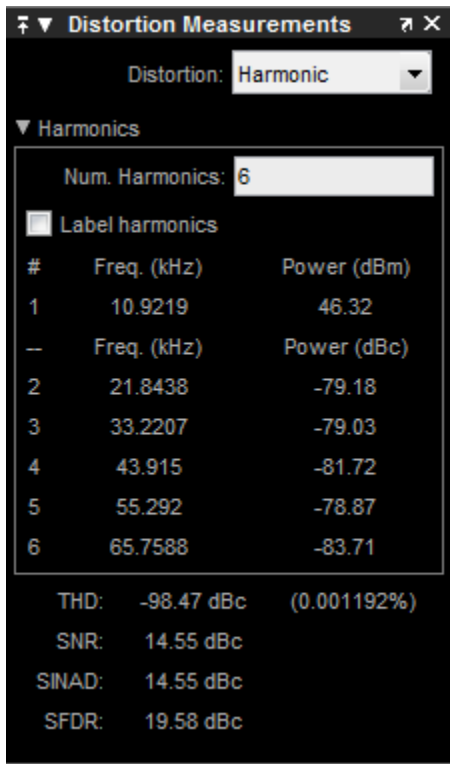 Distortion Measurements
Distortion: Harmonic
Harmonics
Num. Harmonics: 6
Label harmonics
# Freq. (kHz) Power (dBm)
1 10.9219 46.32
-- Freq. (kHz) Power (dBc)
2 21.8438 -79.18
3 33.2207 -79.03
4 43.915 -81.72
5 55.292 -78.87
6 65.7588 -83.71
THD: -98.47 dBc (0.001192%)
SNR: 14.55 dBc
SINAD: 14.55 dBc
SFDR: 19.58 dBc